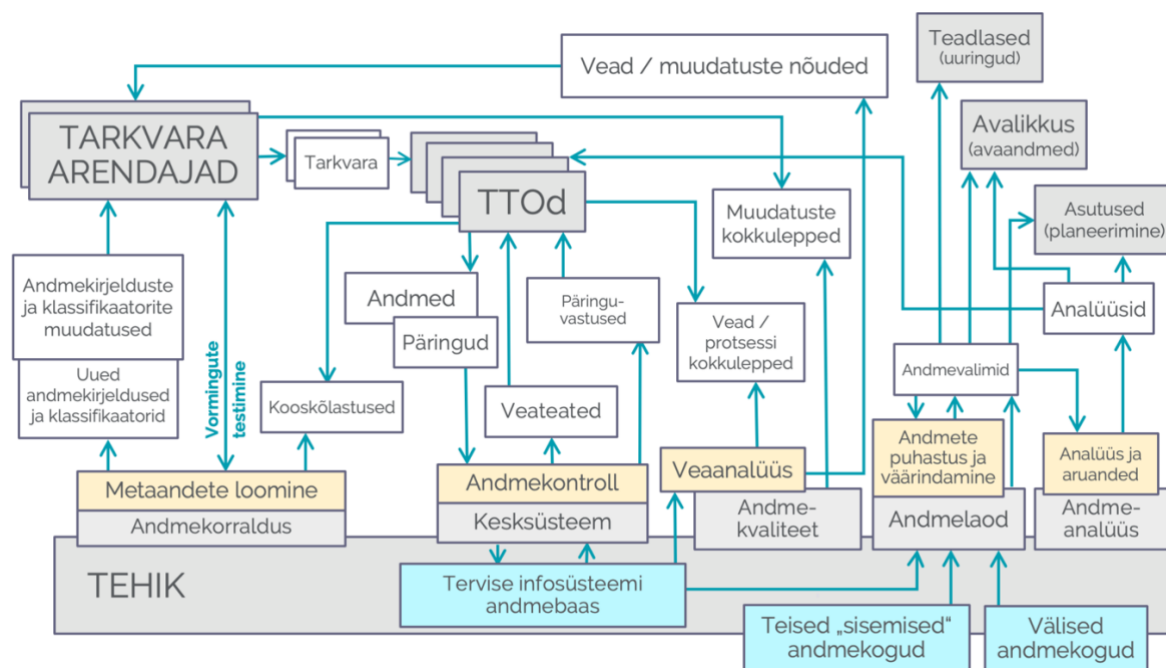 Teadlased
(uuringud)
Vead / muudatuste nõuded
TARKVARA
ARENDAJAD
Tarkvara
TTOd
Avalikkus
(avaandmed)
Muudatuste
kokkulepped
Asutused
(planeerimine)
Andmekirjelduste
ja klassifikaatorite
muudatused
Uued
andmekirjeldused
ja klassifikaatorid
Vormingute
testimine
Andmed
Päringud
Päringu-
vastused
Vead /
protsessi
kokkulepped
Analüüsid
Andmevalimid
Kooskõlastused
Veateated
Metaandete loomine
Andmekorraldus
Andmekontroll
Kesksüsteem
Veaanalüüs
Andme-
kvaliteet
Andmete
puhastus ja
väärindamine
Andmelaod
Analüüs ja
aruanded
Andme-
analüüs
TEHIK
Tervise infosüsteemi
andmebaas
Teised „sisemised“
andmekogud
Välised
andmekogud